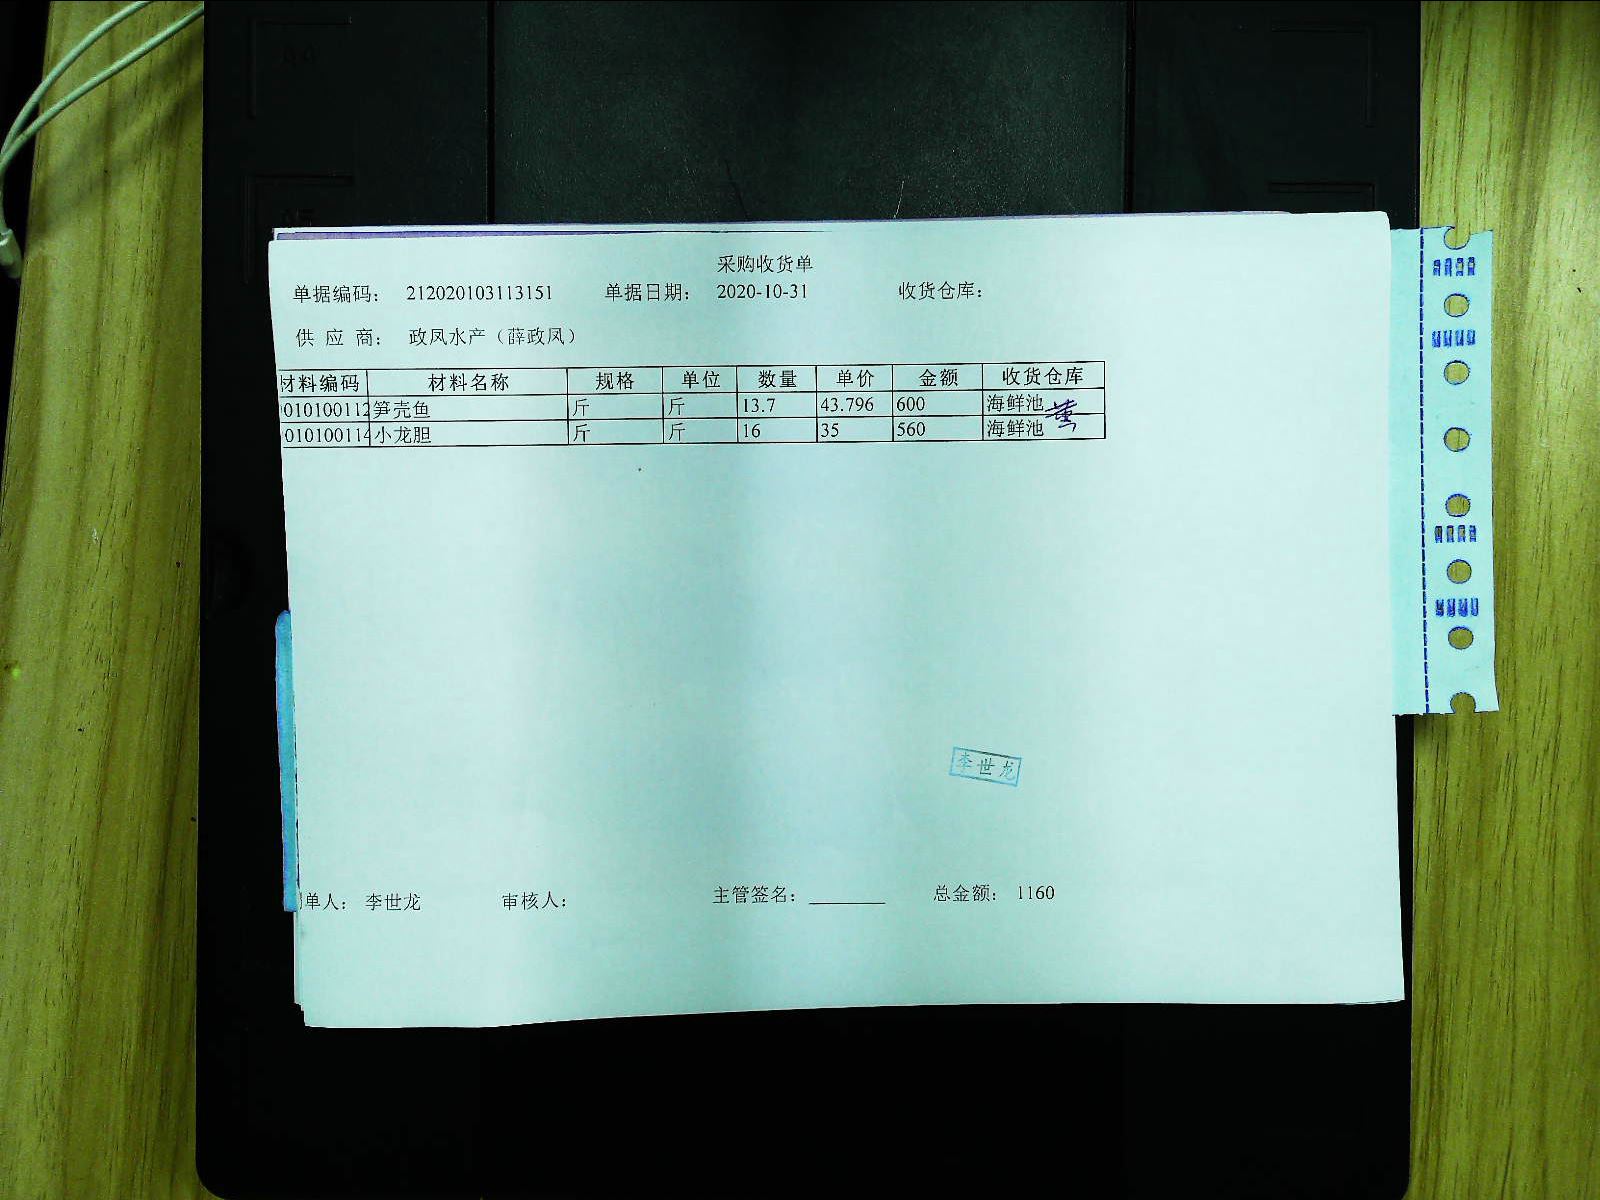 采购收货单
单据编码： 212020103113151 单据日期： 2020-10-31 收货仓库：
供 应 商： 政凤水产（薛政凤）
材料编码 材料名称 规格 单位 数量 单价 金额 收货仓库
010100112 笋壳鱼 斤 斤 13.7 43.796 600 海鲜池
010100114 小龙胆 斤 斤 16 35 560 海鲜池
李世龙
单人： 李世龙 审核人： 主管签名： 总金额： 1160